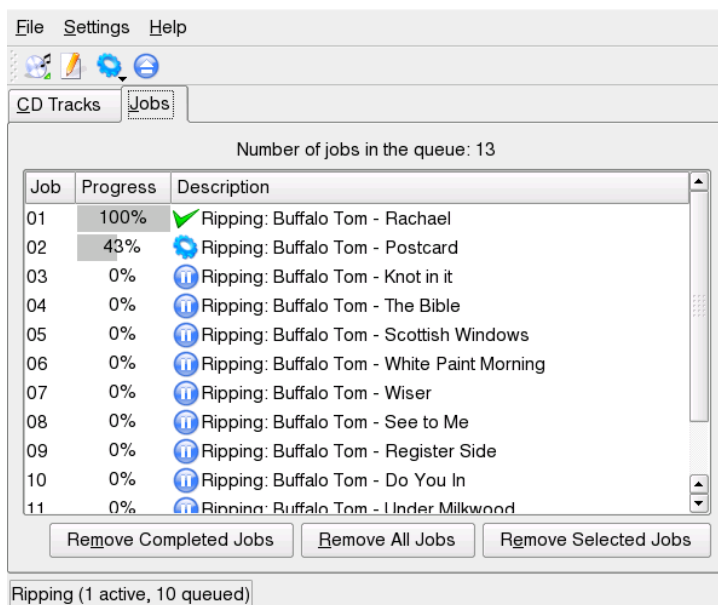 File Settings Help
CD Tracks Jobs
Number of jobs in the queue: 13
Job Progress Description
01 100% Ripping: Buffalo Tom - Rachael
02 43% Ripping: Buffalo Tom - Postcard
03 0% Ripping: Buffalo Tom - Knot in it
04 0% Ripping: Buffalo Tom - The Bible
05 0% Ripping: Buffalo Tom - Scottish Windows
06 0% Ripping: Buffalo Tom - White Paint Morning
07 0% Ripping: Buffalo Tom - Wiser
08 0% Ripping: Buffalo Tom - See to Me
09 0% Ripping: Buffalo Tom - Register Side
10 0% Ripping: Buffalo Tom - Do You In
11 0% Ripping: Buffalo Tom - Under Milkwood
Remove Completed Jobs Remove All Jobs Remove Selected Jobs
Ripping (1 active, 10 queued)